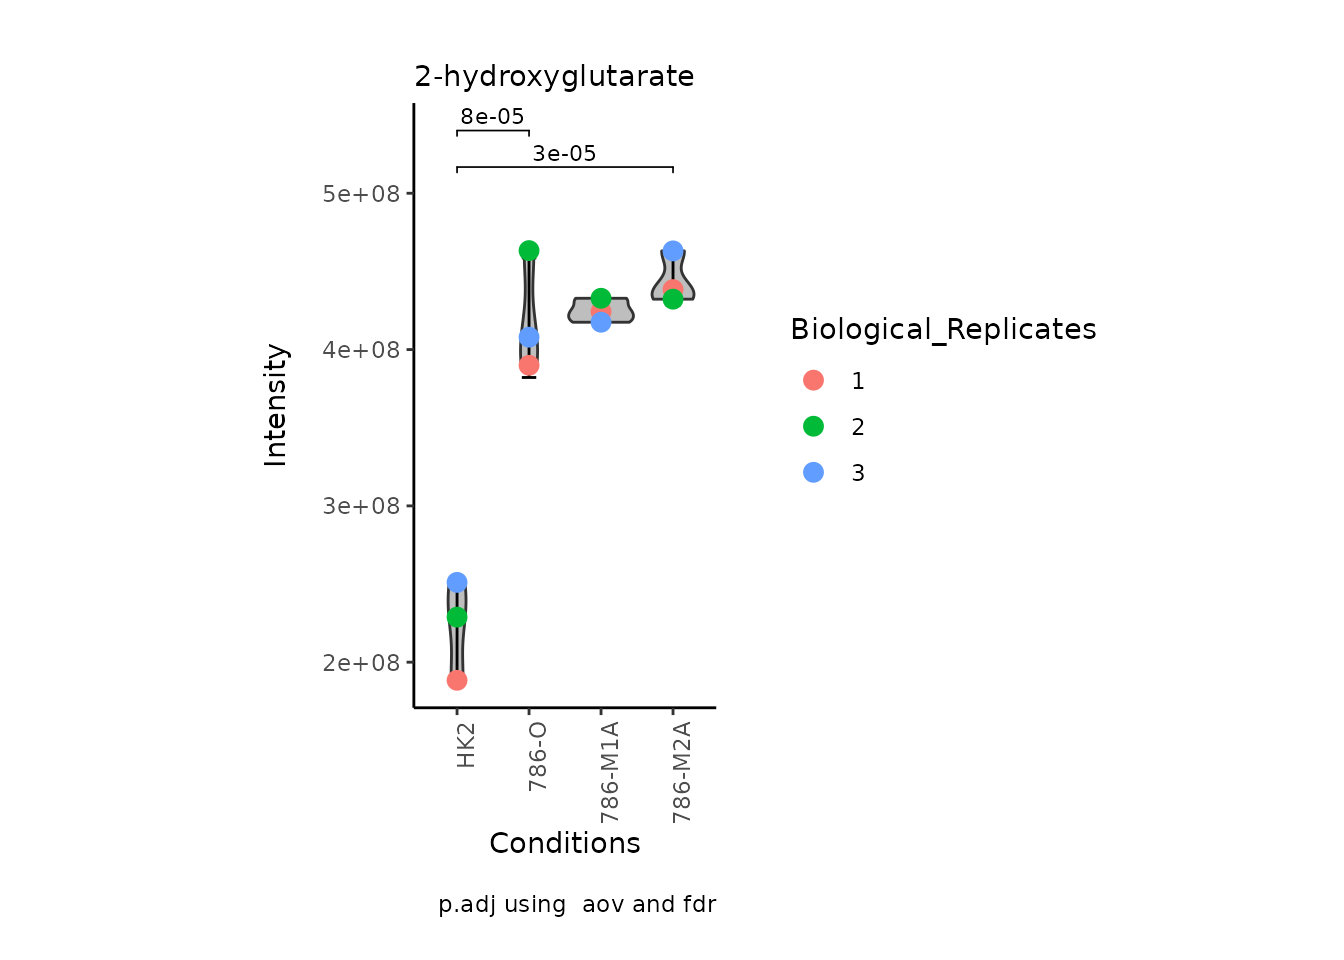 2-hydroxyglutarate
8e-05
3e-05
5e+08
4e+08
3e+08
2e+08
Intensity
HK2
786-O
786-M1A
786-M2A
Conditions
p.adj using  aov and fdr
Biological_Replicates
1
2
3